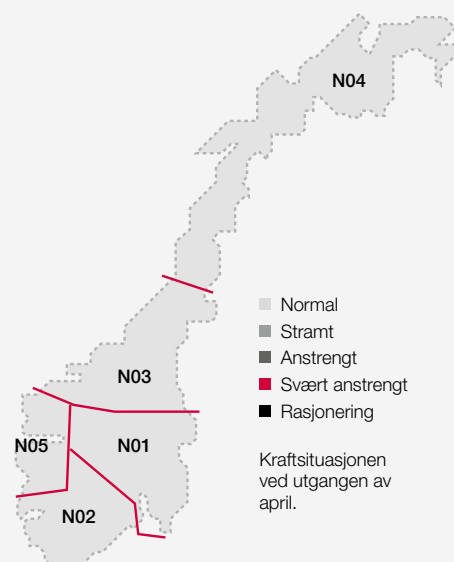 N04
Normal
Stramt
Anstrengt
Svært anstrengt
Rasjonering
N03
N05
N01
N02
Kraftsituasjonen
ved utgangen av
april.